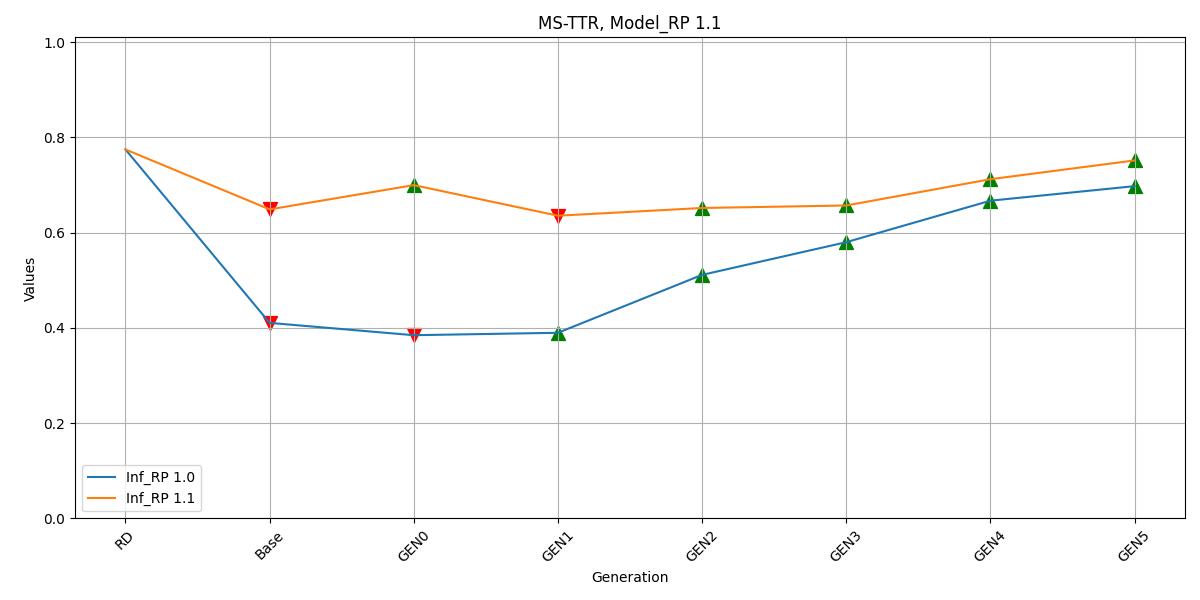 MS-TTR, Model_RP 1.1
1.0
0.8
0.6
0.4
0.2
0.0
Values
Inf_RP 1.0
Inf_RP 1.1
RD
Base
GEN0
GEN1
GEN2
GEN3
GEN4
GEN5
Generation